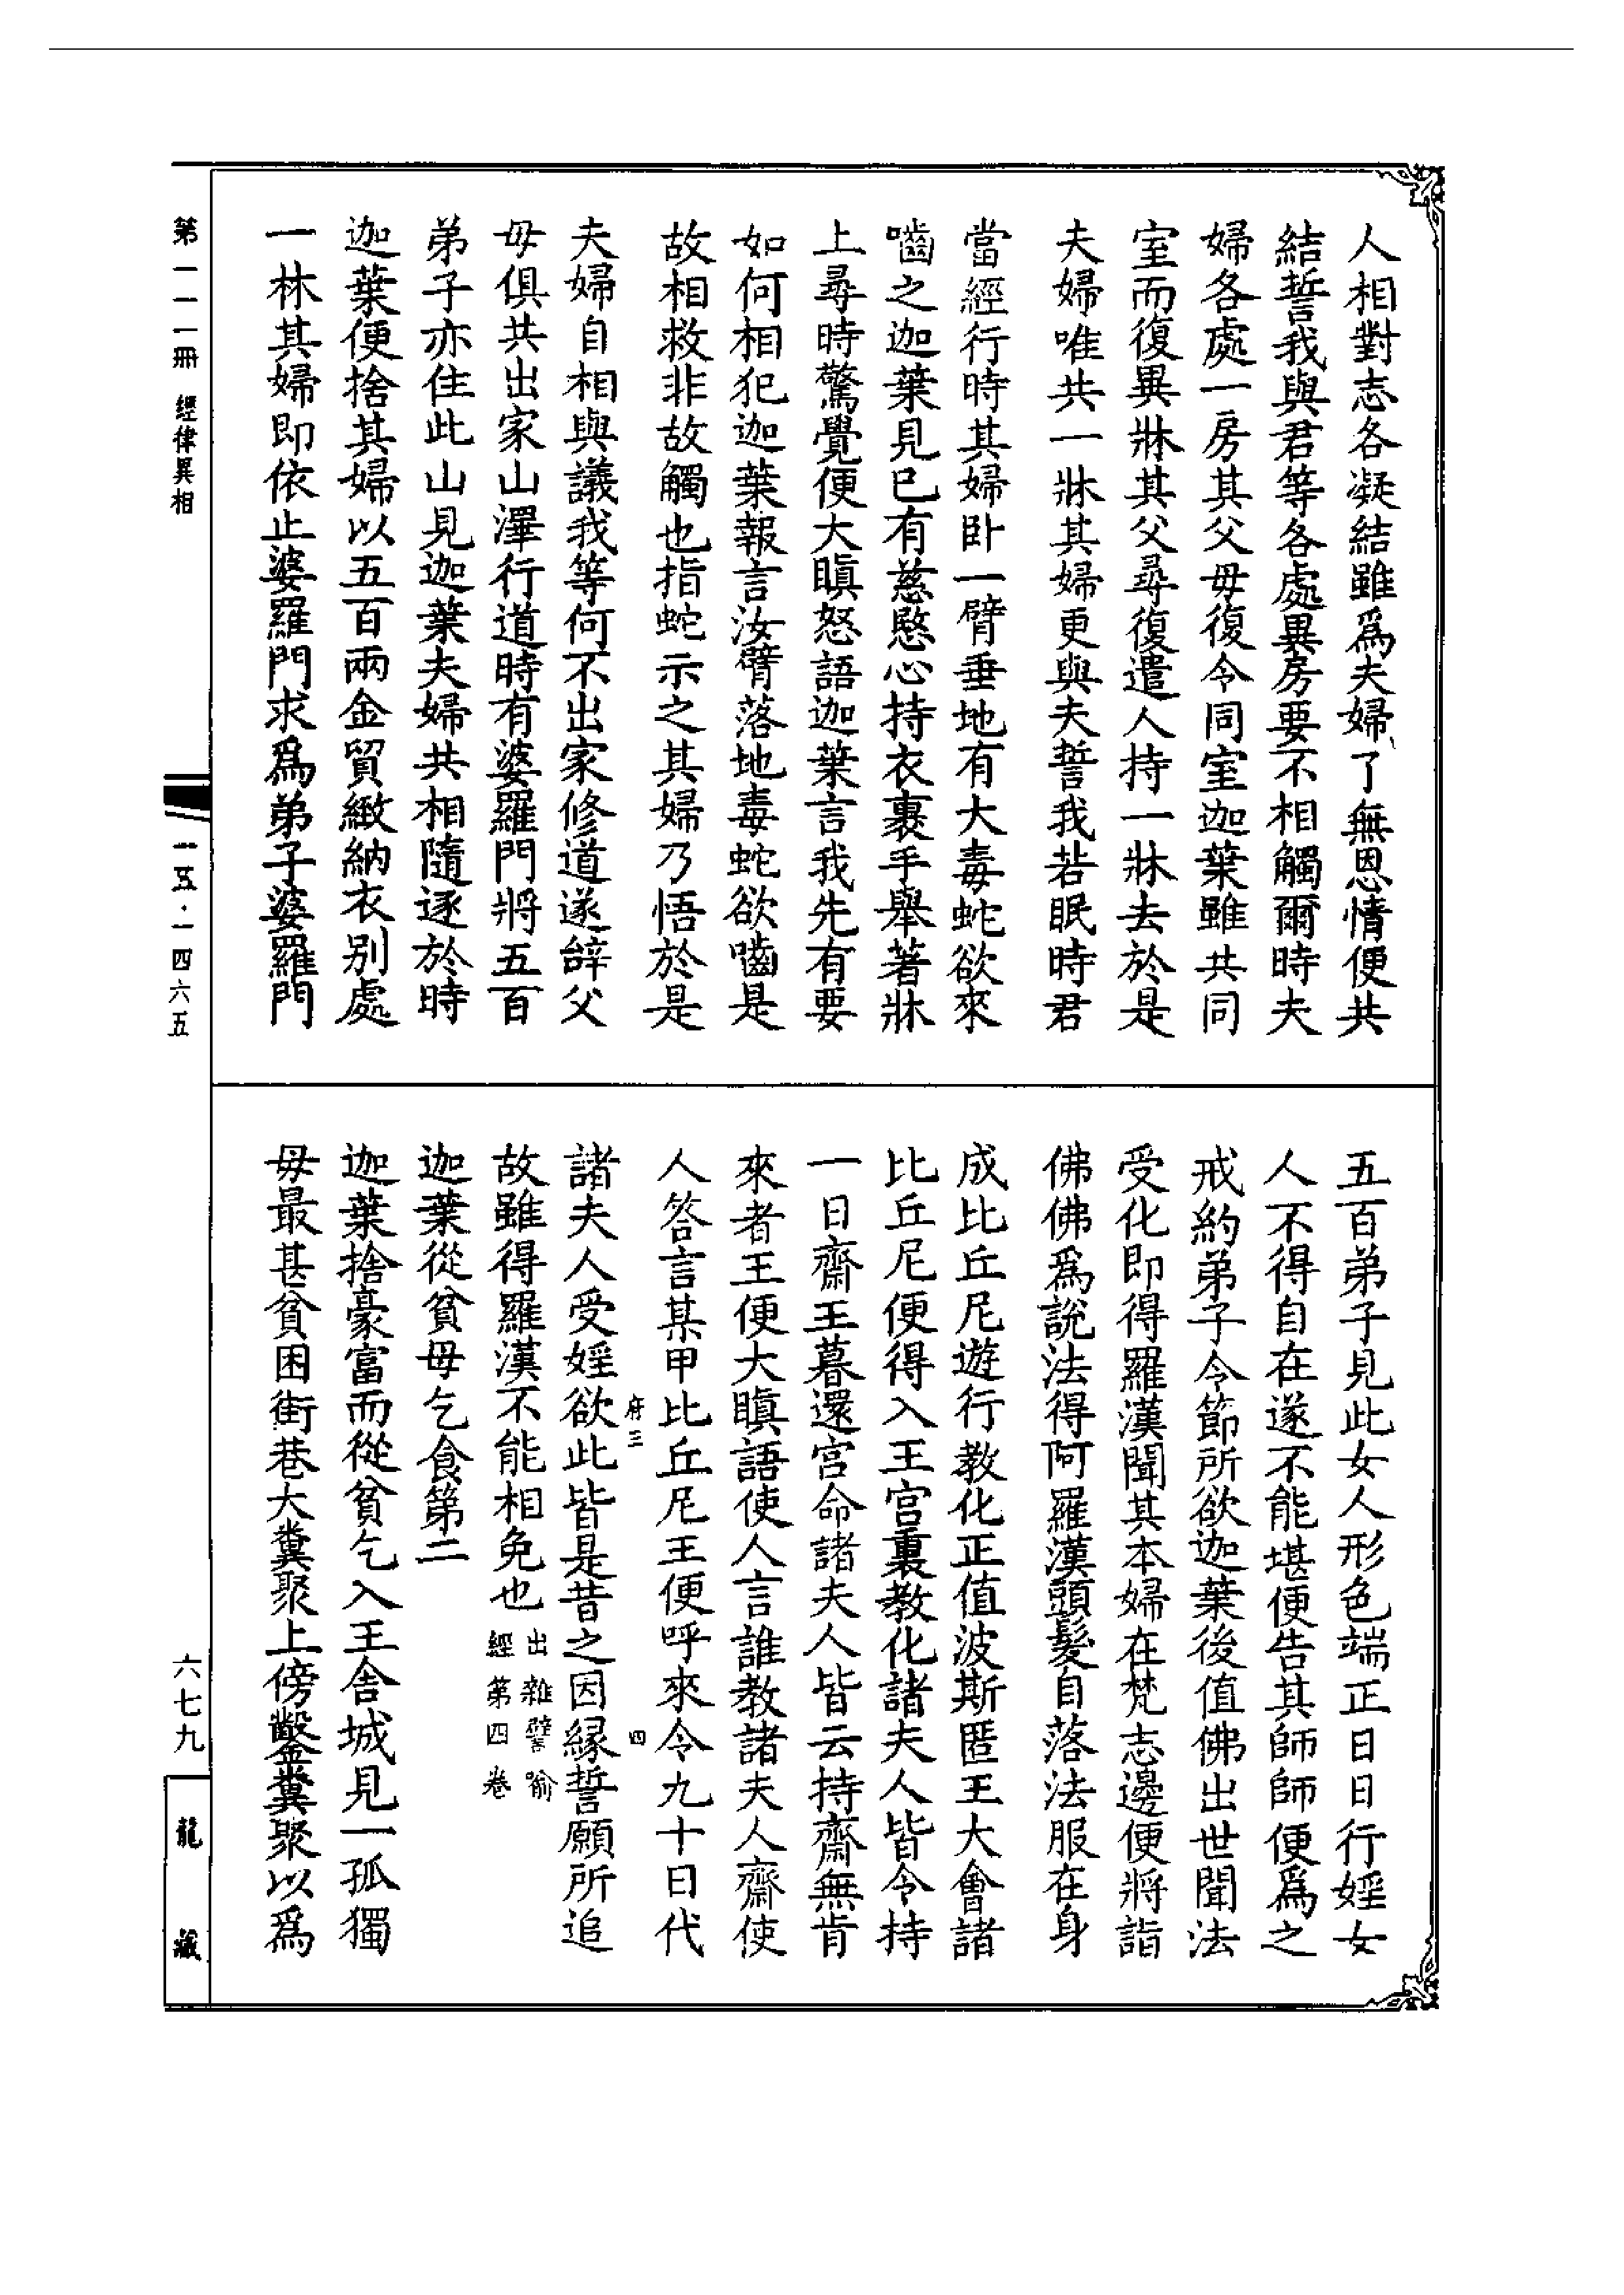 人相對志各凝結雖爲夫婦了無恩情便共
結誓我與君等各處異房要不相觸爾時夫
婦各處一房其父母復令同室迦葉雖共同
室而復異牀其父尋復遣人持一牀去於是
夫婦唯共一牀其婦更與夫誓我若眠時君
當經行時其婦卧一臂垂地有大毒蛇欲來
嚙之迦葉見已有慈愍心持衣裹手舉著牀
上尋時驚覺便大瞋怒語迦葉言我先有要
如何相犯迦葉報言汝臂落地毒蛇欲嚙是
故相救非故觸也指蛇示之其婦乃悟於是
夫婦自相與議我等何不出家修道遂辝父
母俱共出家山澤行道時有婆羅門將五百
弟子亦住此山見迦葉夫婦共相隨逐於時
迦葉便捨其婦以五百兩金貿緻納衣别處
一林其婦即依止婆羅門求爲弟子婆羅門
五百弟子見此女人形色端正日日行婬女
人不得自在遂不能堪便告其師師便爲之
戒約弟子令節所欲迦葉後值佛出世聞法
受化即得羅漢聞其本婦在梵志邊便將詣
佛佛爲說法得阿羅漢頭髮自落法服在身
成比丘尼遊行教化正值波斯匿王大會諸
比丘尼便得入王宫裏教化諸夫人皆令持
一日齋王暮還宫命諸夫人皆云持齋無肯
來者王便大瞋語使人言誰教諸夫人齋使
人答言某甲比丘尼王便呼來令九十日代
府三
四
諸夫人受婬欲此皆是昔之因緣誓願所追
故雖得羅漢不能相免也出雜譬喻
經第四卷
迦葉從貧母乞食第二
迦葉捨豪富而從貧乞入王舍城見一孤獨
母最甚貧困街巷大糞聚上傍鑿糞聚以爲
第一一一冊 經律異相
一五·一四六五
六七九
龍藏